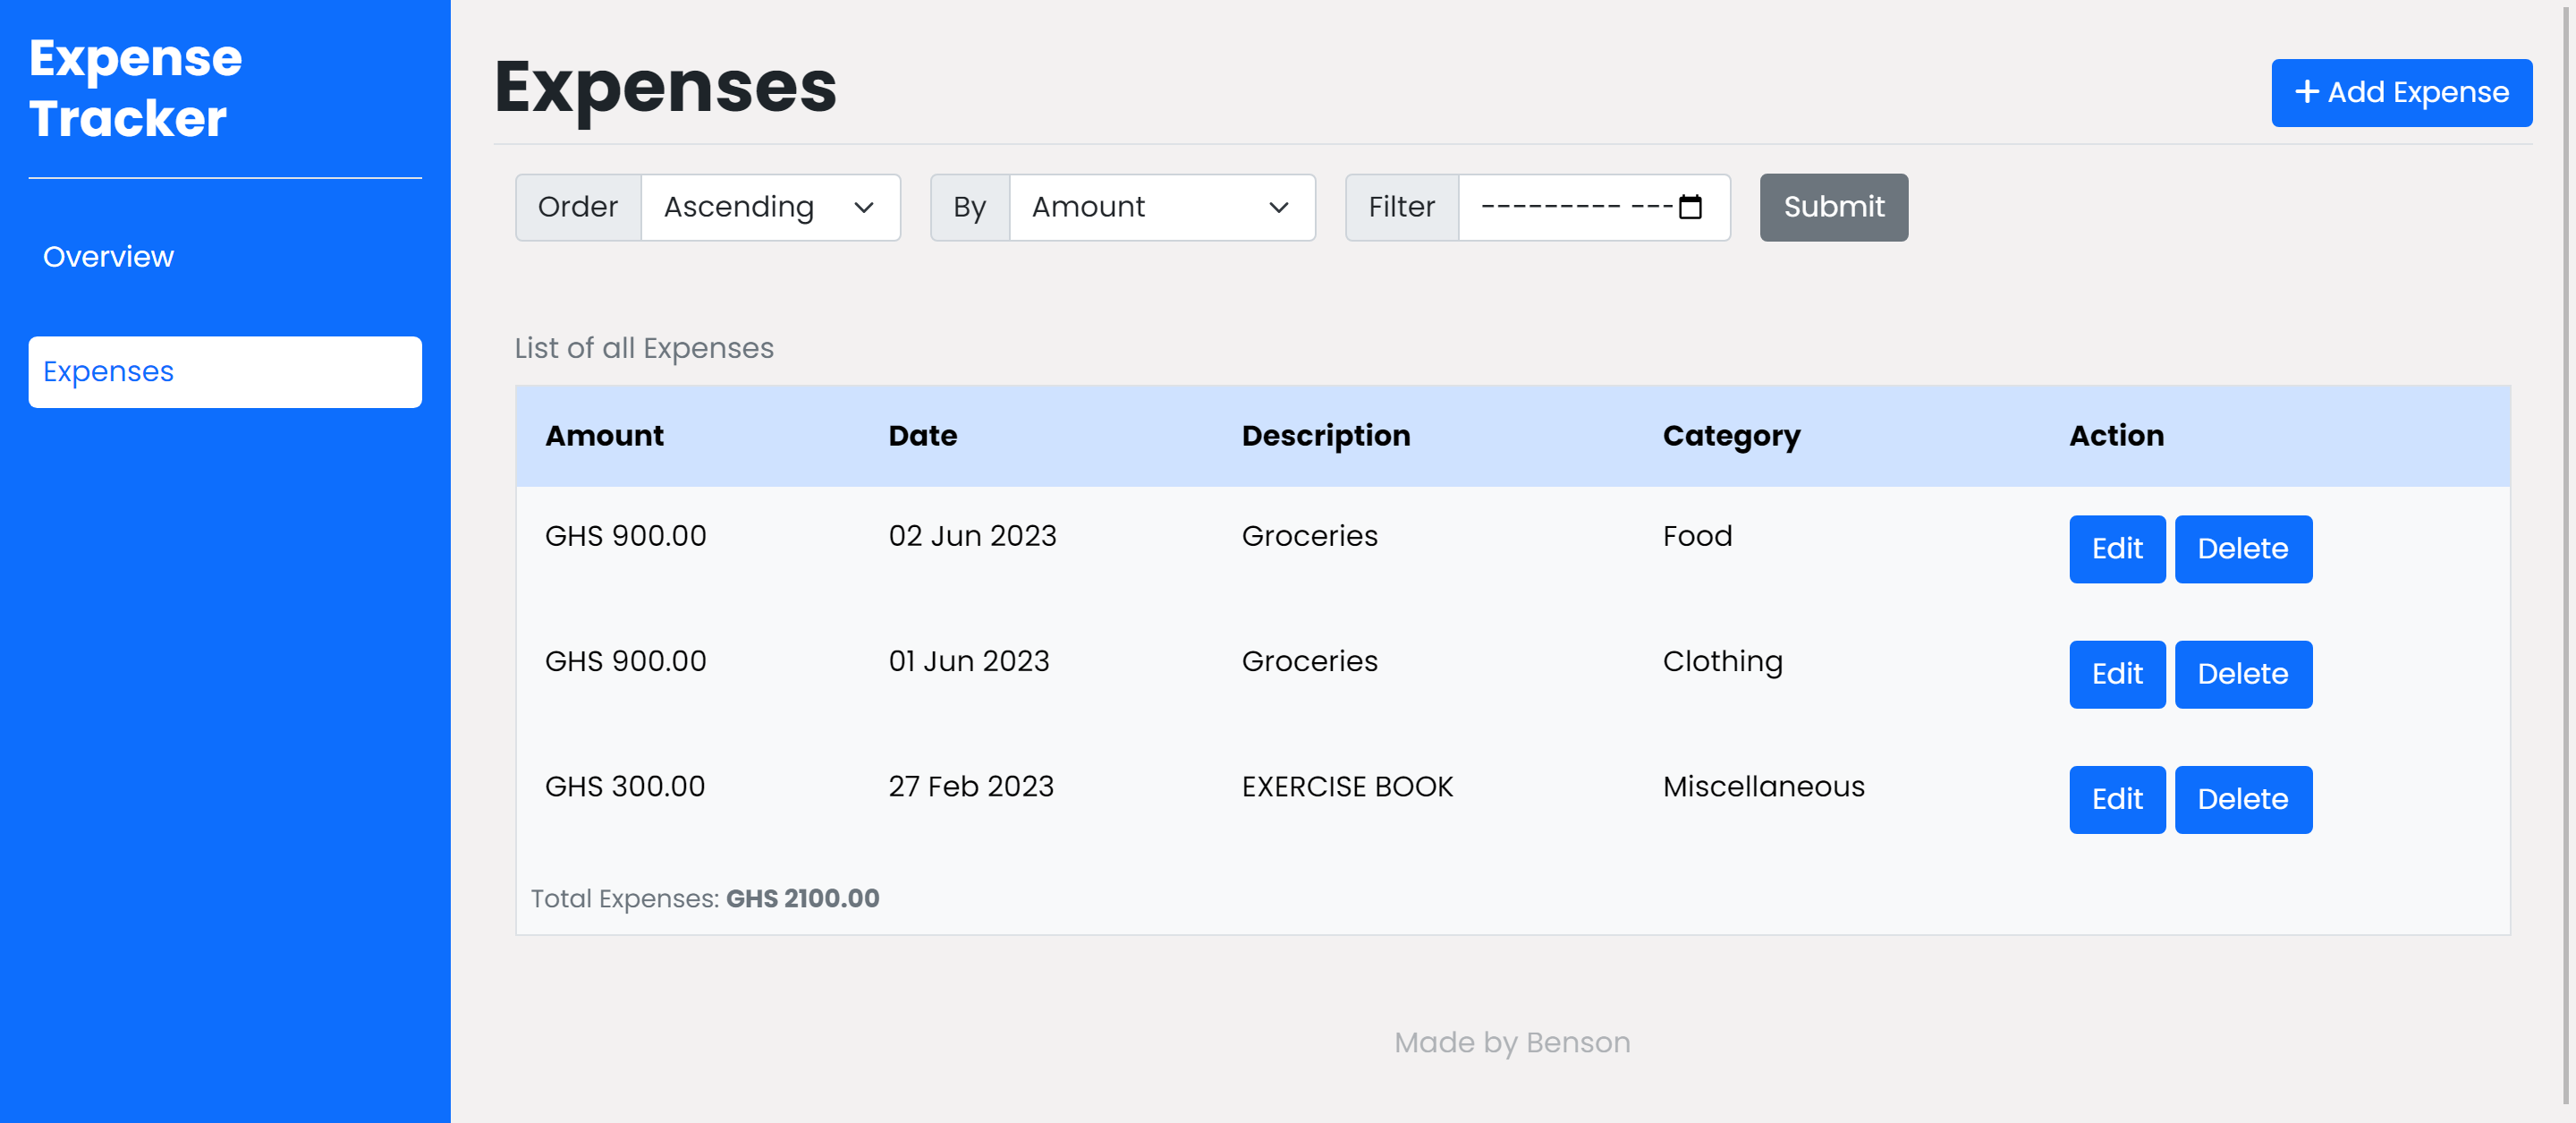 Expense
Tracker
Overview
Expenses
Expenses
+ Add Expense
Order Ascending By Amount Filter --------- --- Submit
List of all Expenses
Amount Date Description Category Action
GHS 900.00 02 Jun 2023 Groceries Food Edit Delete
GHS 900.00 01 Jun 2023 Groceries Clothing Edit Delete
GHS 300.00 27 Feb 2023 EXERCISE BOOK Miscellaneous Edit Delete
Total Expenses: GHS 2100.00
Made by Benson